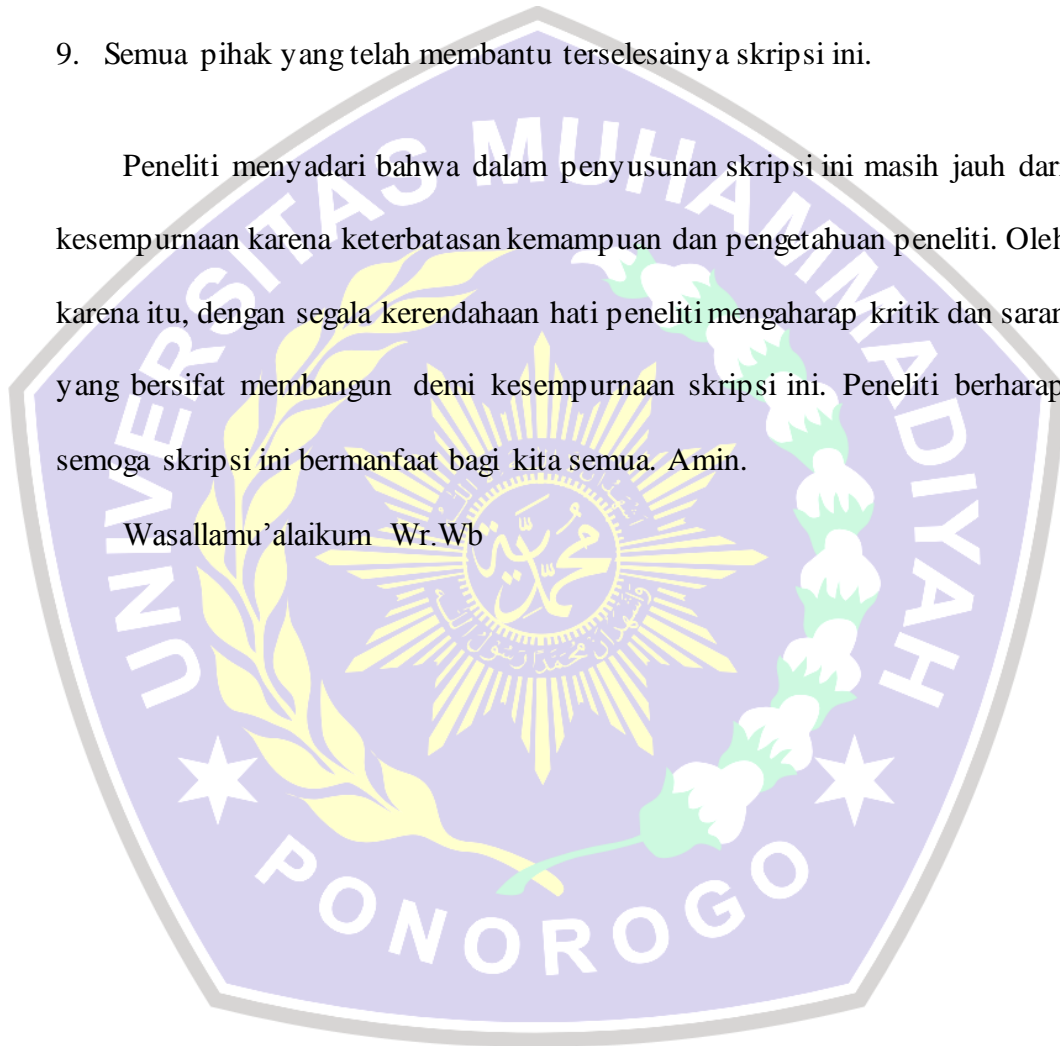 9. Semua pihak yang telah membantu terselesainya skripsi ini.
Peneliti menyadari bahwa dalam penyusunan skripsi ini masih jauh dari
kesempurnaan karena keterbatasan kemampuan dan pengetahuan peneliti. Oleh
karena itu, dengan segala kerendahaan hati peneliti mengaharap kritik dan saran
yang bersifat membangun demi kesempurnaan skripsi ini. Peneliti berharap
semoga skripsi ini bermanfaat bagi kita semua. Amin.
Wasallamu’alaikum Wr.Wb
UNIVERSITAS MUHAMMADIYAH
PONOROGO
محمدية